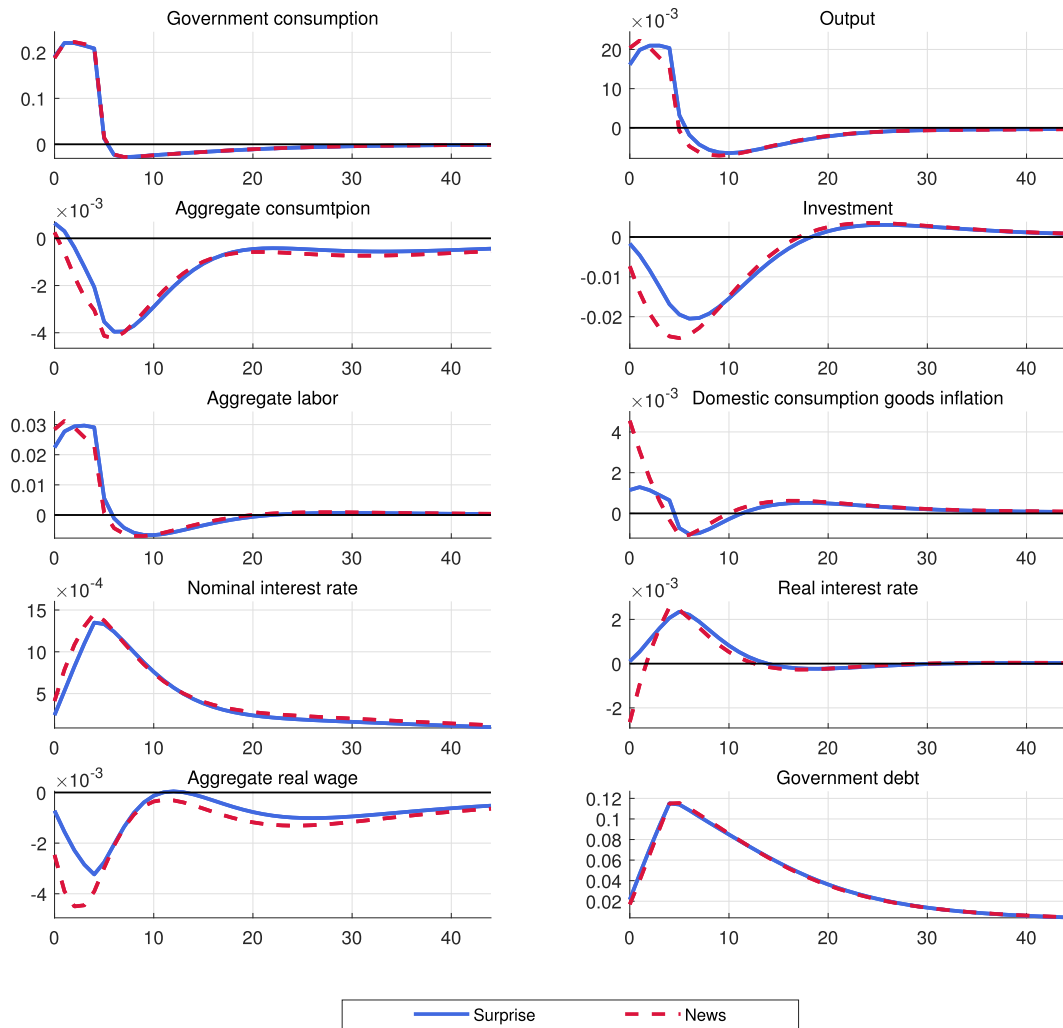 Government consumption
0.2
0.1
0
0 10 20 30 40
Output
×10-3
20
10
0
0 10 20 30 40
Aggregate consumtpion
×10-3
0
-2
-4
0 10 20 30 40
Investment
0
-0.01
-0.02
0 10 20 30 40
Aggregate labor
0.03
0.02
0.01
0
0 10 20 30 40
Domestic consumption goods inflation
×10-3
4
2
0
0 10 20 30 40
Nominal interest rate
×10-4
15
10
5
0 10 20 30 40
Real interest rate
×10-3
2
0
-2
0 10 20 30 40
Aggregate real wage
×10-3
0
-2
-4
0 10 20 30 40
Government debt
0.12
0.10
0.08
0.06
0.04
0.02
0 10 20 30 40
Surprise News